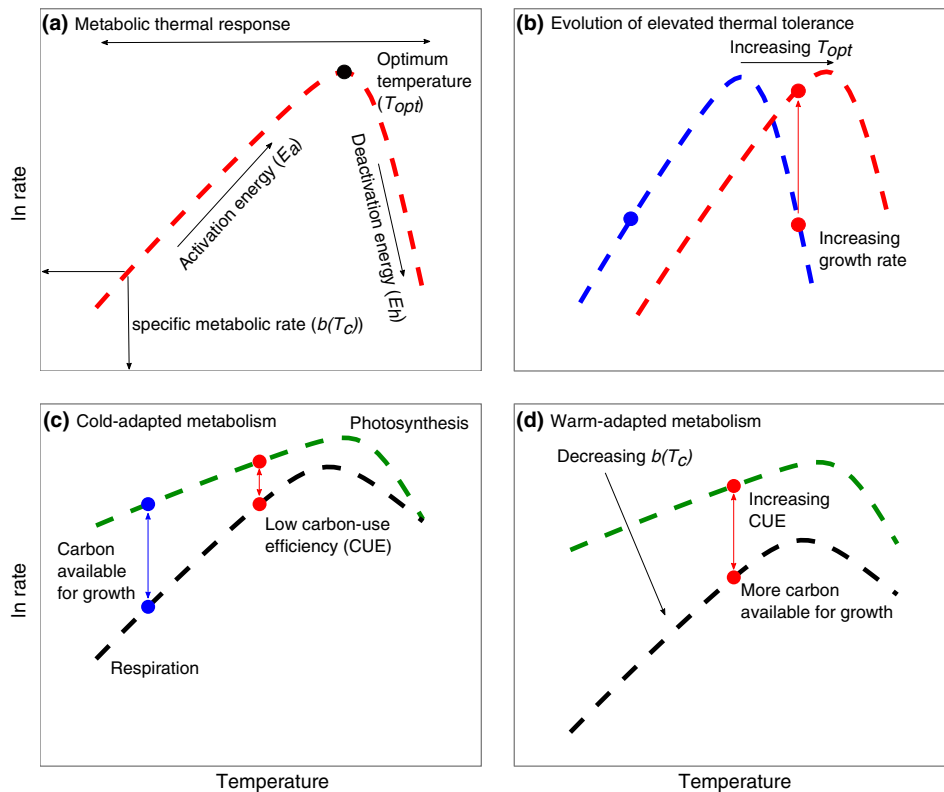 (a) Metabolic thermal response
Optimum
temperature
(Topt)
Activation energy (Ea)
Deactivation energy (Eh)
specific metabolic rate (b(Tc))
ln rate
(b) Evolution of elevated thermal tolerance
Increasing Topt
Increasing
growth rate
(c) Cold-adapted metabolism
Photosynthesis
Low carbon-use
efficiency (CUE)
Carbon
available
for growth
Respiration
ln rate
Temperature
(d) Warm-adapted metabolism
Decreasing b(Tc)
Increasing
CUE
More carbon
available for growth
Temperature